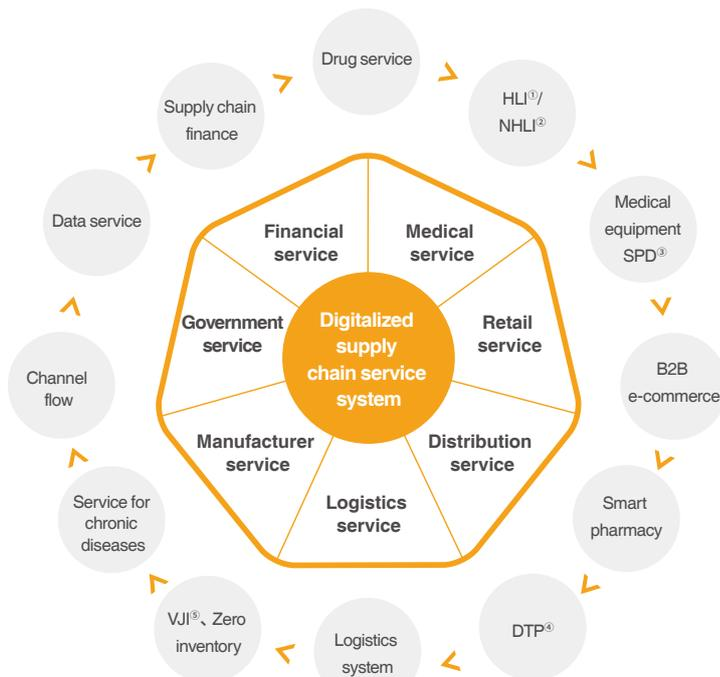 Drug service
HLI①/
NHLI②
Medical
equipment
SPD③
B2B
e-commerce
Smart
pharmacy
DTP④
Logistics
system
VJI⑤、Zero
inventory
Service for
chronic
diseases
Channel
flow
Data service
Supply chain
finance
Financial
service
Medical
service
Retail
service
Distribution
service
Logistics
service
Manufacturer
service
Government
service
Digitalized
supply
chain service
system